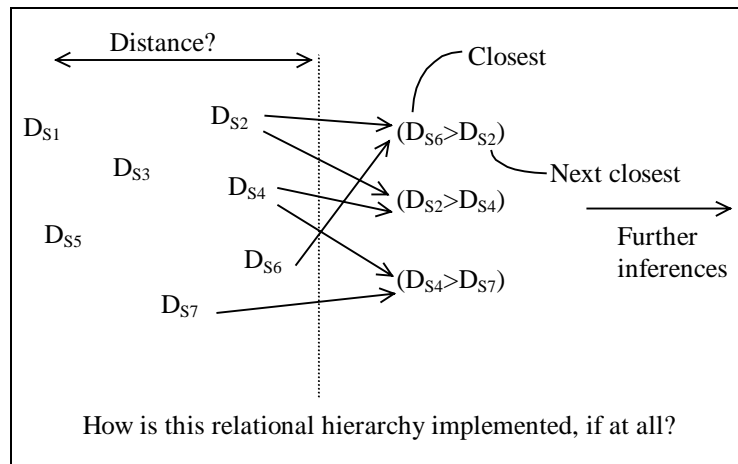 Distance?
Closest
D_S1
D_S2
(D_S6>D_S2)
D_S3
Next closest
D_S4
(D_S2>D_S4)
D_S5
Further
inferences
D_S6
(D_S4>D_S7)
D_S7
How is this relational hierarchy implemented, if at all?